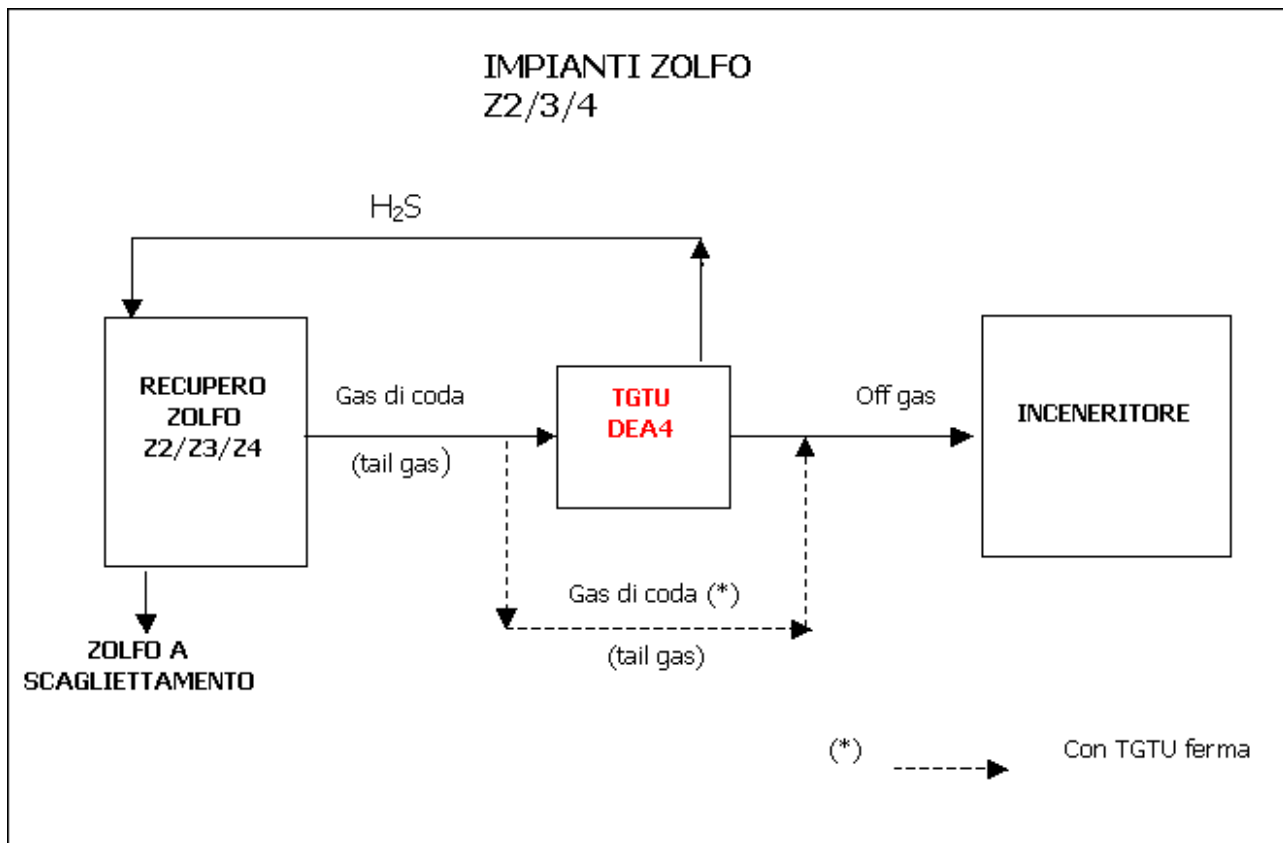 IMPIANTI ZOLFO
Z2/3/4
H₂S
RECUPERO
ZOLFO
Z2/Z3/Z4
Gas di coda
(tail gas)
TGTU
DEA4
Off gas
INCENERITORE
Gas di coda (*)
(tail gas)
ZOLFO A
SCAGLIETTAMENTO
(*)
Con TGTU ferma